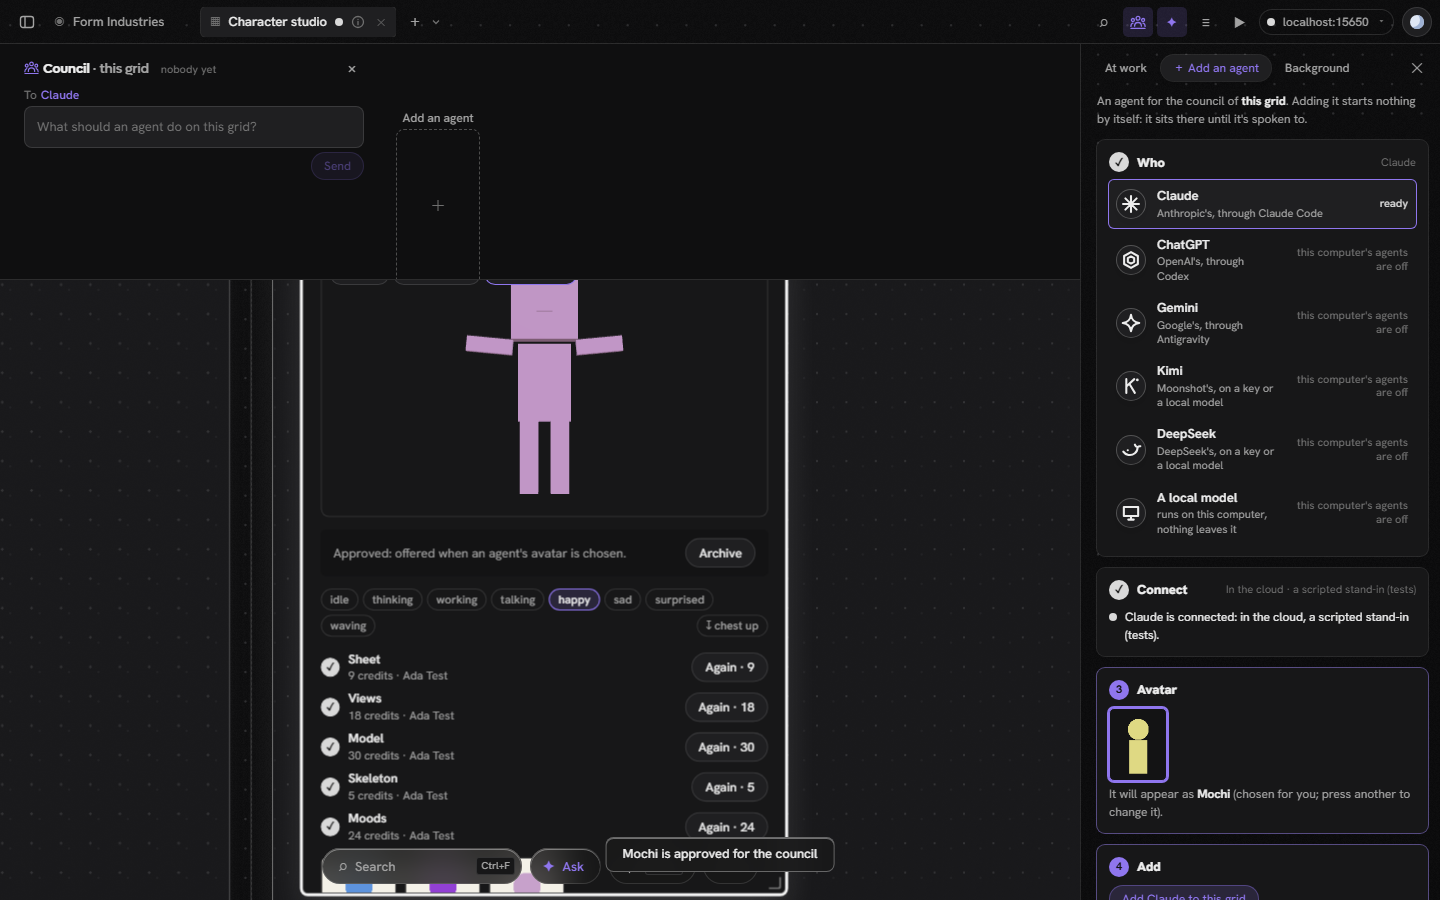 Form Industries
Character studio
localhost:15650
Council · this grid nobody yet
To Claude
What should an agent do on this grid?
Send
Add an agent
Approved: offered when an agent's avatar is chosen.
Archive
idle
thinking
working
talking
happy
sad
surprised
waving
chest up
Sheet
9 credits · Ada Test
Again · 9
Views
18 credits · Ada Test
Again · 18
Model
30 credits · Ada Test
Again · 30
Skeleton
5 credits · Ada Test
Again · 5
Moods
24 credits · Ada Test
Again · 24
Search
Ctrl+F
Ask
Mochi is approved for the council
At work
+ Add an agent
Background
An agent for the council of this grid. Adding it starts nothing
by itself: it sits there until it's spoken to.
Who
Claude
Claude
Anthropic's, through Claude Code
ready
ChatGPT
OpenAI's, through
Codex
this computer's agents
are off
Gemini
Google's, through
Antigravity
this computer's agents
are off
Kimi
Moonshot's, on a key or
a local model
this computer's agents
are off
DeepSeek
DeepSeek's, on a key or
a local model
this computer's agents
are off
A local model
runs on this computer,
nothing leaves it
this computer's agents
are off
Connect
In the cloud · a scripted stand-in (tests)
Claude is connected: in the cloud, a scripted stand-in
(tests).
3 Avatar
It will appear as Mochi (chosen for you; press another to
change it).
4 Add
Add Claude to this grid